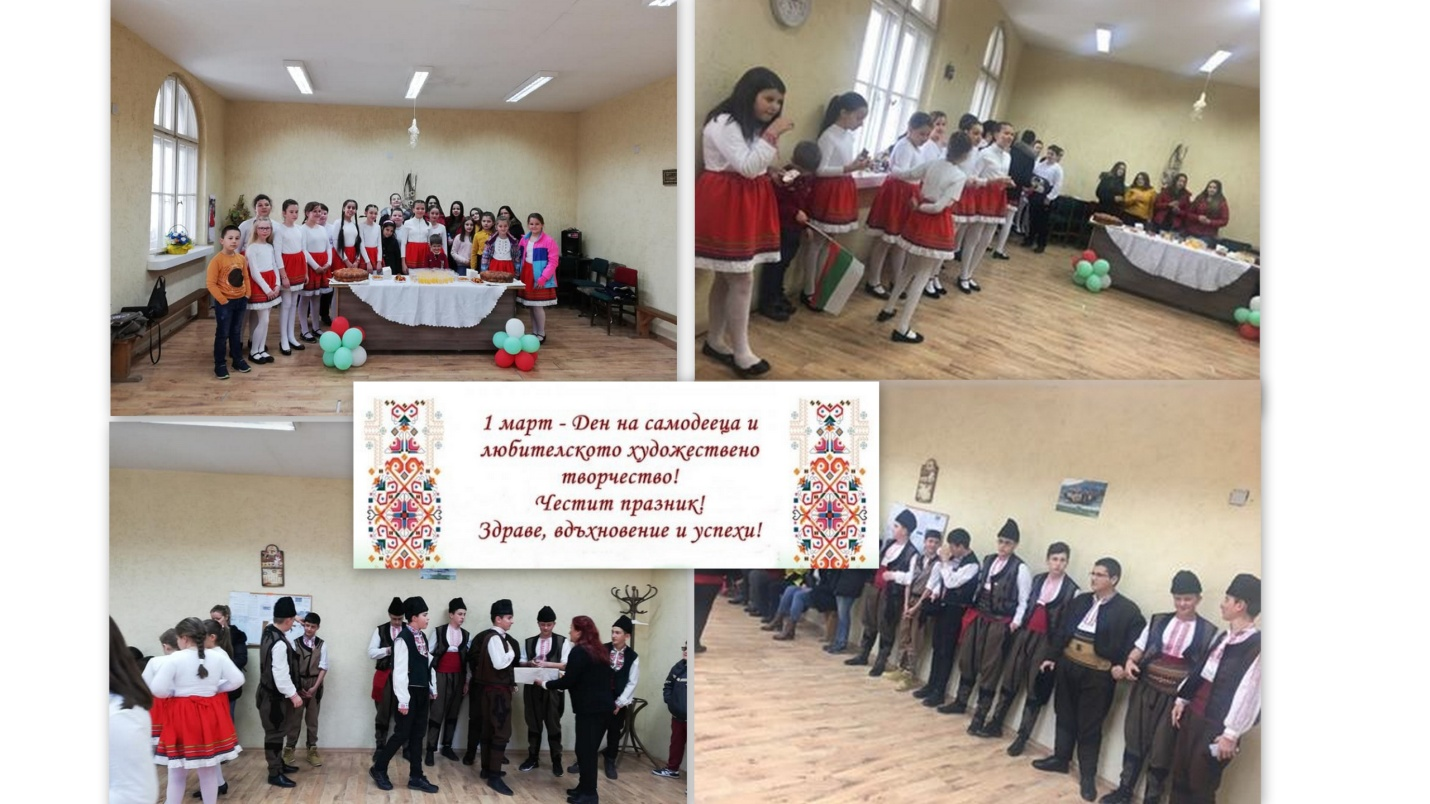 1 март - Ден на самодееца и
любителското художествено
творчество!
Честит празник!
Здраве, вдъхновение и успехи!